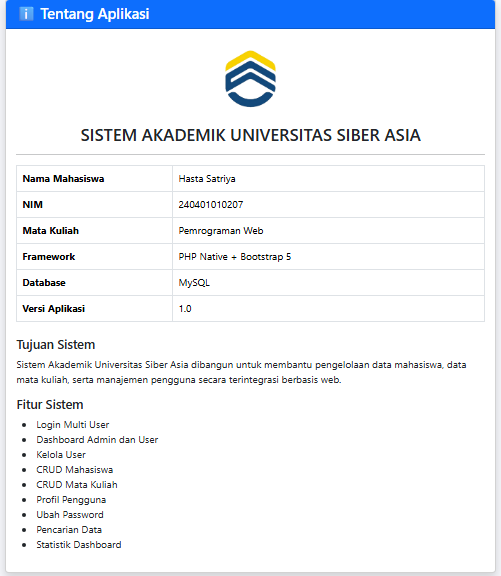 Tentang Aplikasi
SISTEM AKADEMIK UNIVERSITAS SIBER ASIA
Nama Mahasiswa Hasta Satriya
NIM 240401010207
Mata Kuliah Pemrograman Web
Framework PHP Native + Bootstrap 5
Database MySQL
Versi Aplikasi 1.0
Tujuan Sistem
Sistem Akademik Universitas Siber Asia dibangun untuk membantu pengelolaan data mahasiswa, data
mata kuliah, serta manajemen pengguna secara terintegrasi berbasis web.
Fitur Sistem
Login Multi User
Dashboard Admin dan User
Kelola User
CRUD Mahasiswa
CRUD Mata Kuliah
Profil Pengguna
Ubah Password
Pencarian Data
Statistik Dashboard